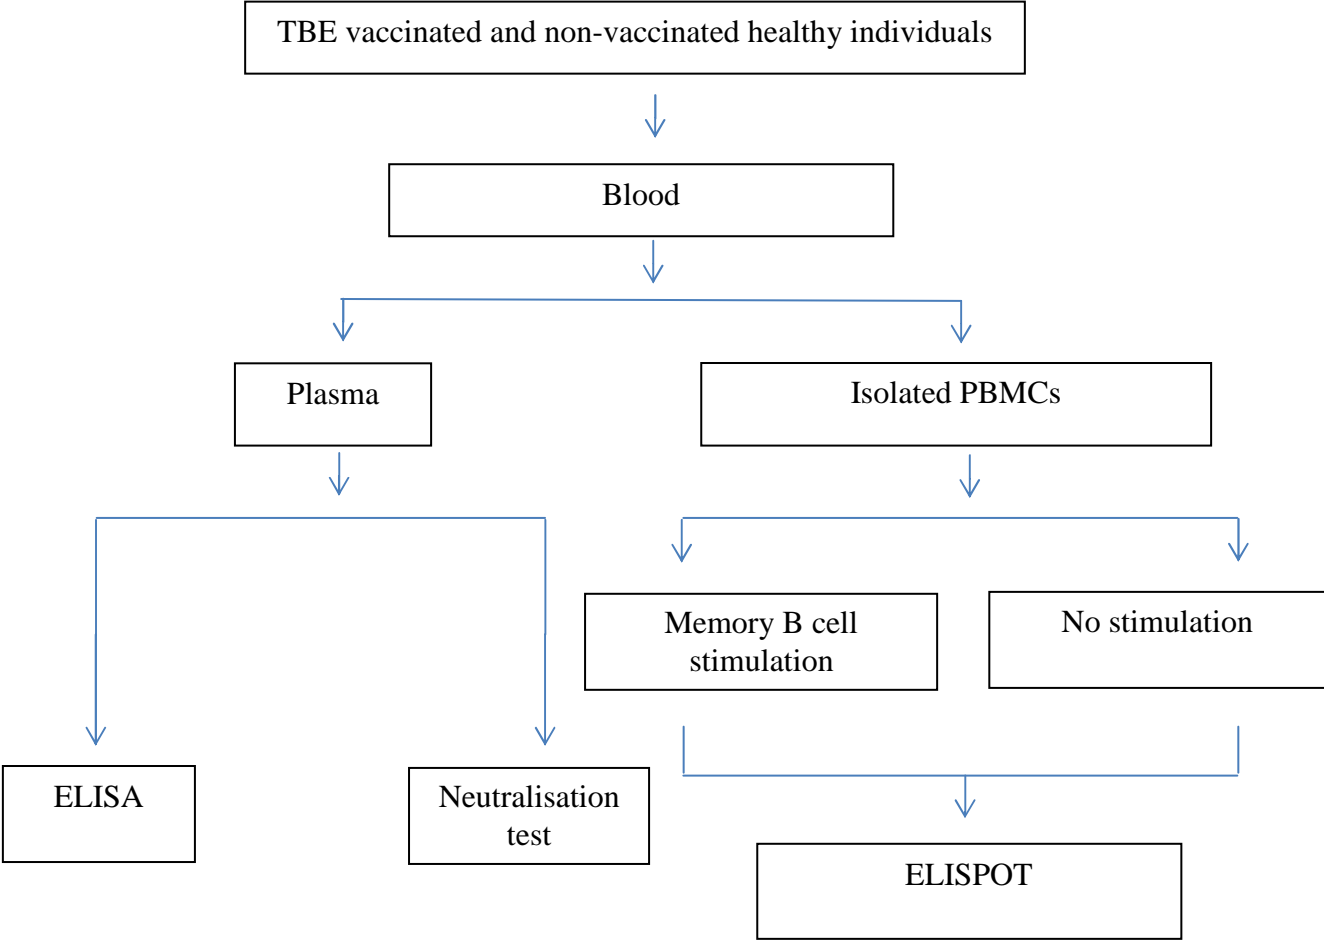 TBE vaccinated and non-vaccinated healthy individuals
Blood
Plasma
Isolated PBMCs
Memory B cell
stimulation
No stimulation
ELISA
Neutralisation
test
ELISPOT